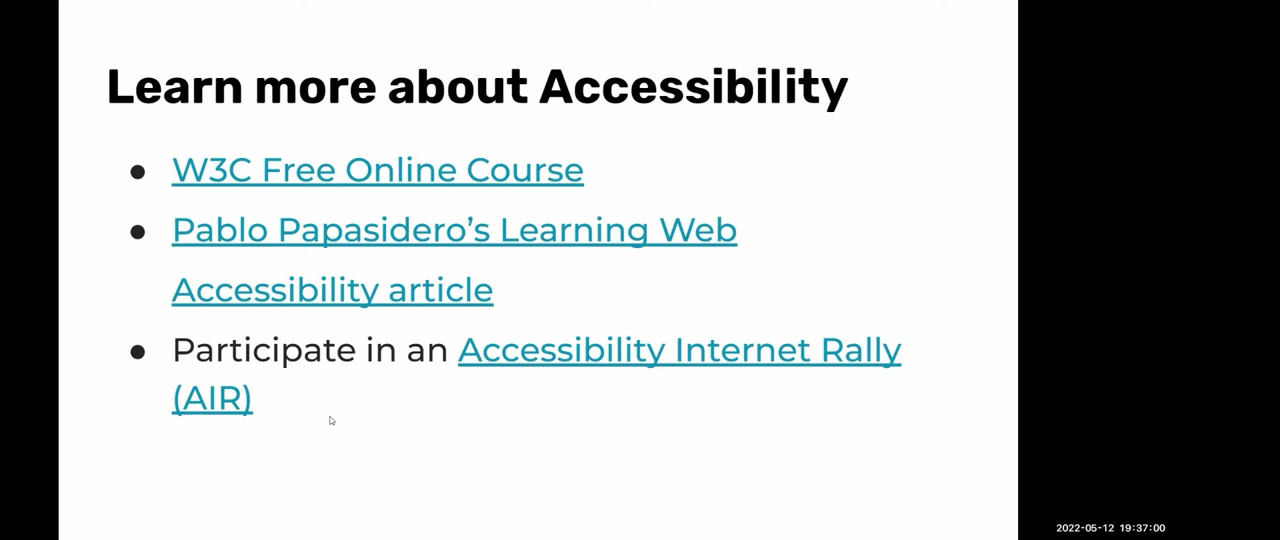 Learn more about Accessibility
● W3C Free Online Course
● Pablo Papasidero’s Learning Web
Accessibility article
● Participate in an Accessibility Internet Rally
(AIR)
2022-05-12 19:37:00